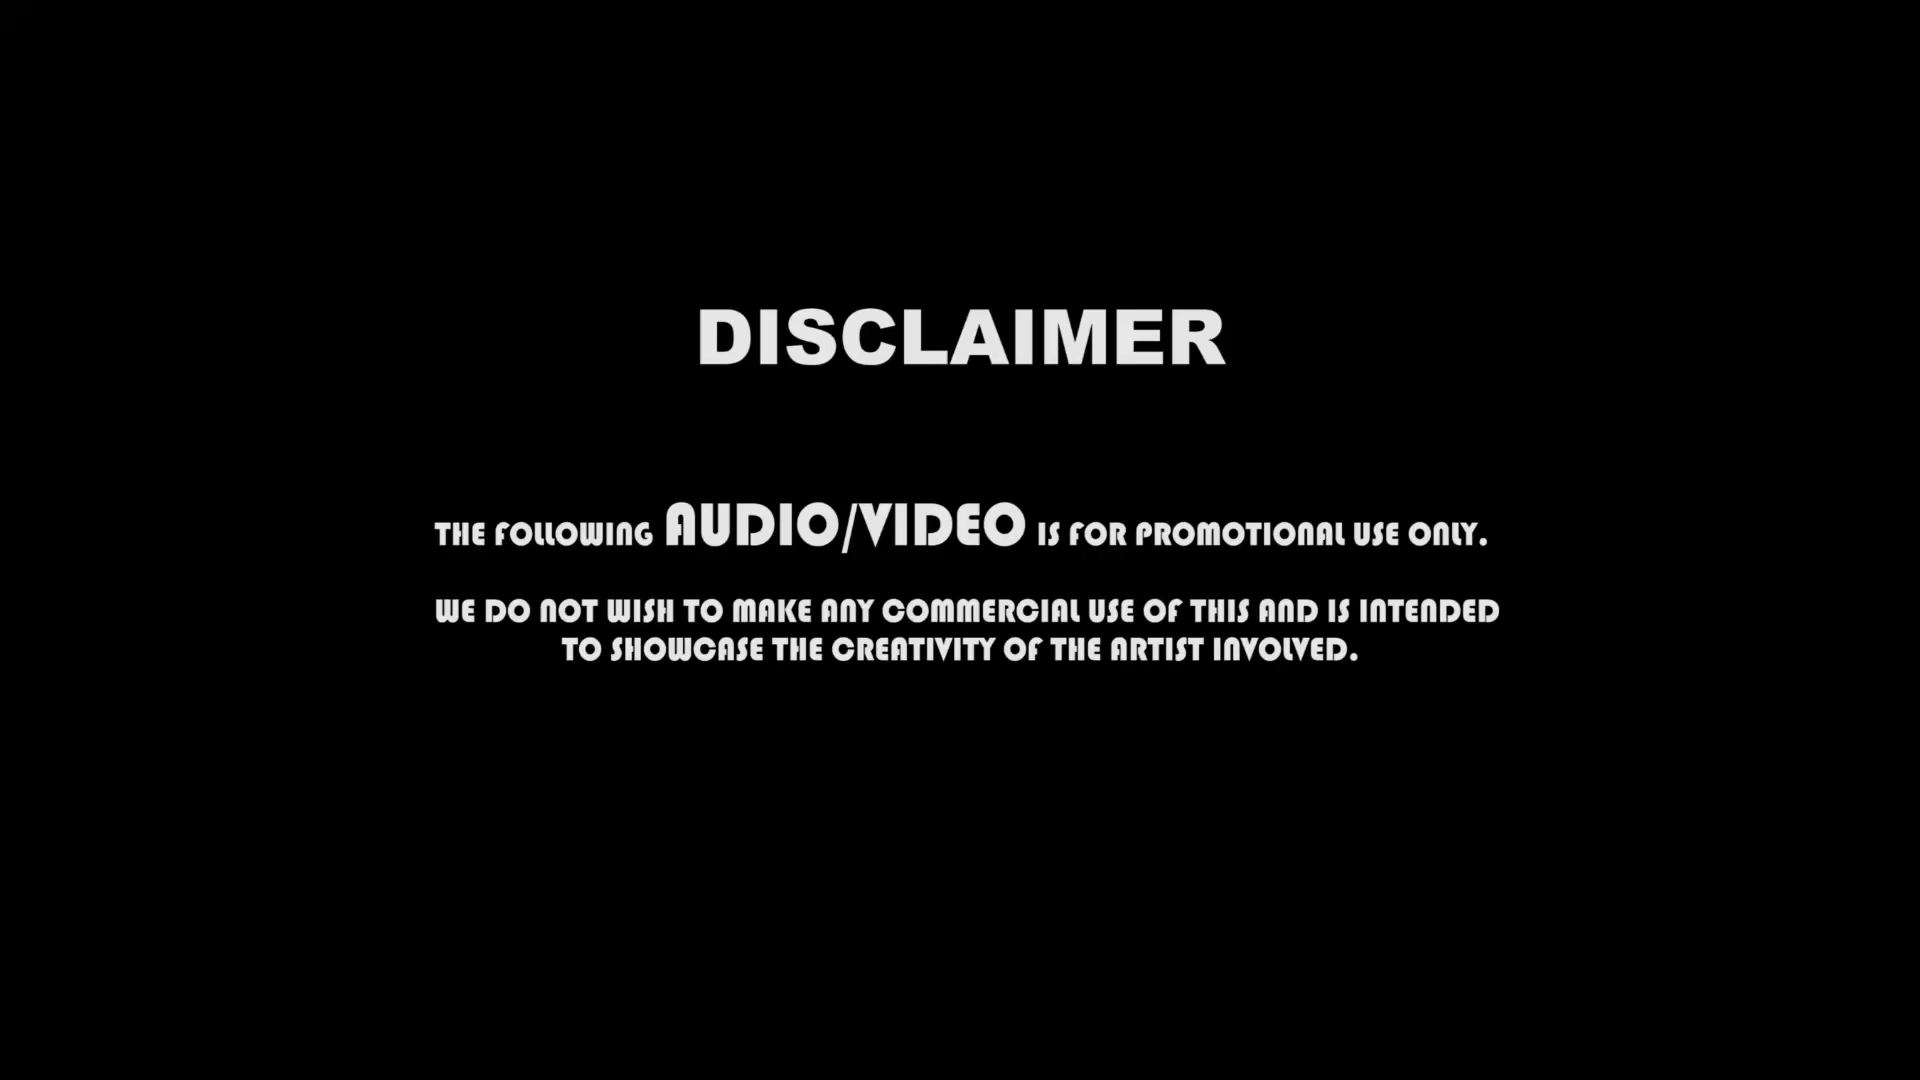 DISCLAIMER
THE FOLLOWING AUDIO/VIDEO IS FOR PROMOTIONAL USE ONLY.
WE DO NOT WISH TO MAKE ANY COMMERCIAL USE OF THIS AND IS INTENDED
TO SHOWCASE THE CREATIVITY OF THE ARTIST INVOLVED.